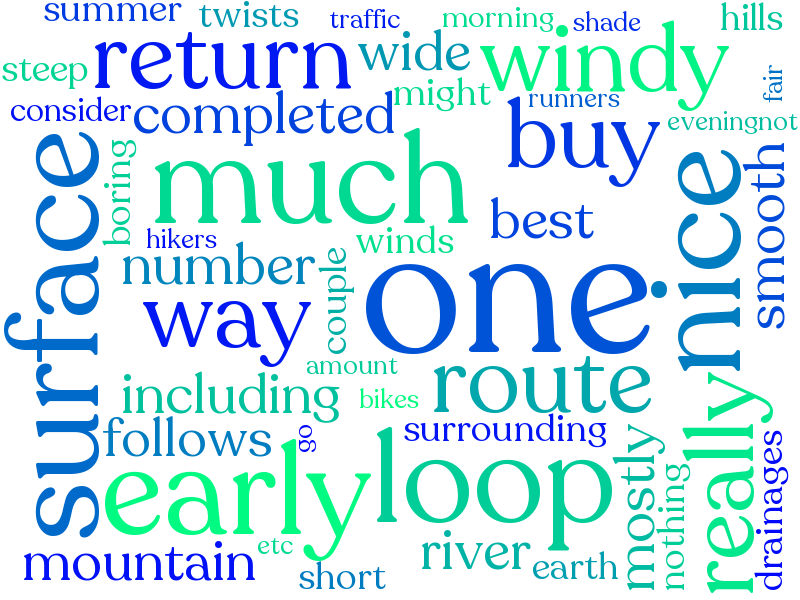 summer
twists
traffic
morning
shade
hills
return
wide
windy
steep
might
fair
consider
completed
runners
buy
eveningnot
surface
boring
much
nice
smooth
best
hikers
winds
number
couple
one
way
amount
route
including
bikes
really
follows
go
surrounding
mostly
drainages
early
loop
nothing
etc
river
mountain
short
earth